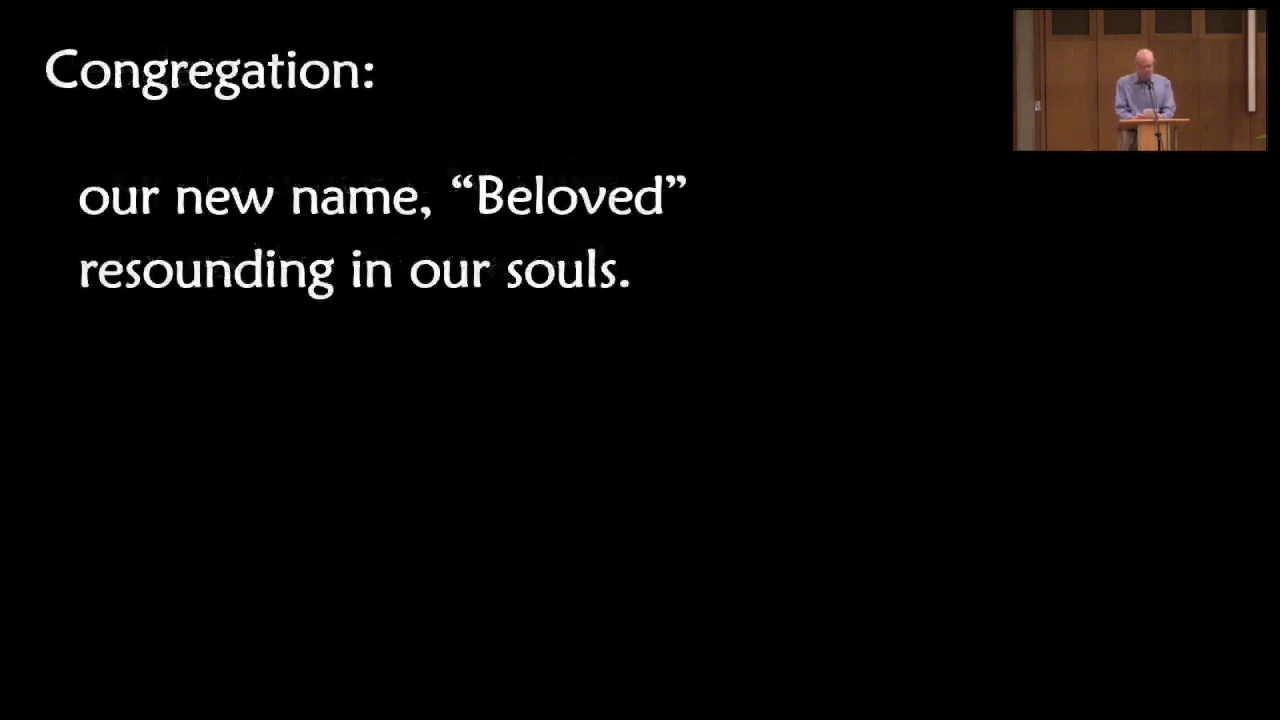 Congregation:
our new name, “Beloved”
resounding in our souls.